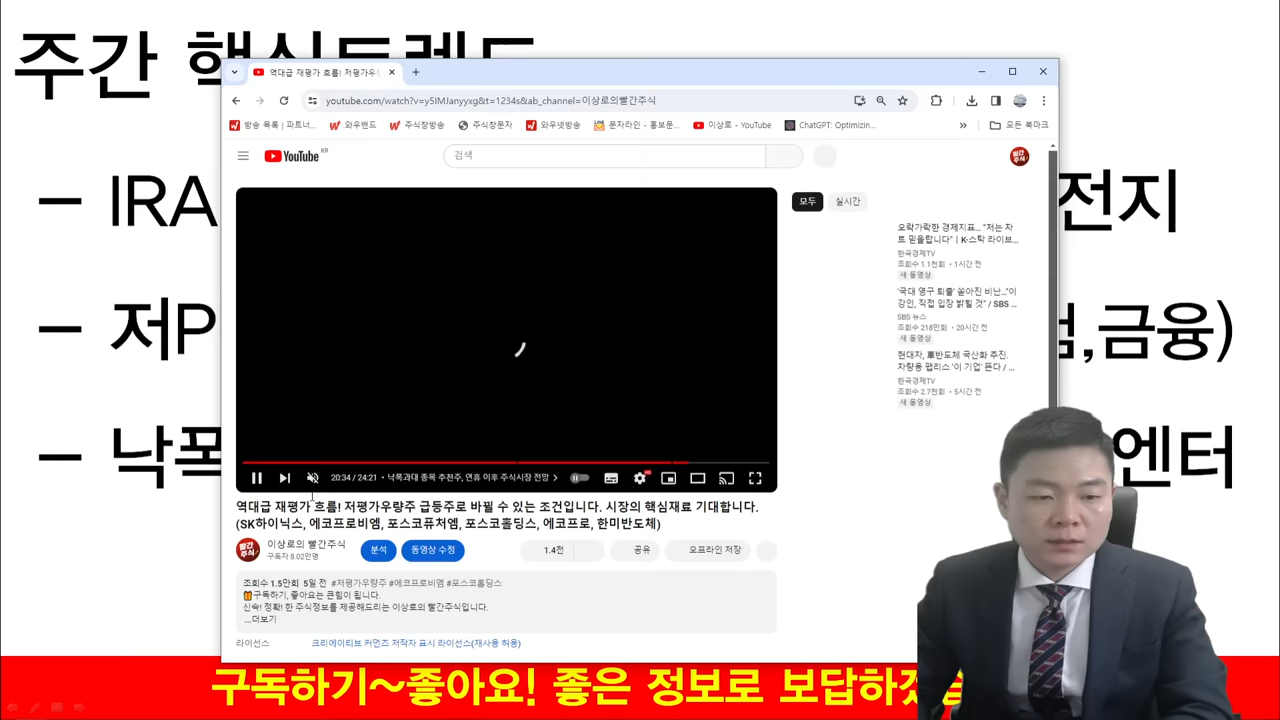 주간 핵심트렌드
역대급 재평가 흐름! 저평가우
youtube.com/watch?v=y5IMJanyyxg&t=1234s&ab_channel=이상로의빨간주식
방송 목록 | 파트너... 와우밴드 주식창방송 주식창문자 와우넷방송 문자라인 - 홍보문... 이상로 - YouTube ChatGPT: Optimizin... » 모든 북마크
YouTube KR
검색
빨간주식
모두 실시간
– IRA
전지
오락가락한 경제지표... "저는 차
트 믿을랍니다"ㅣK-스탁 라이브...
한국경제TV
조회수 1.1천회 • 1시간 전
새 동영상
'국대 영구 퇴출' 쏟아진 비난..."이
강인, 직접 입장 밝힐 것" / SBS ...
SBS 뉴스
조회수 218만회 • 20시간 전
새 동영상
– 저P
,금융)
현대차, 車반도체 국산화 추진.
차량용 팹리스 '이 기업' 뜬다 / ...
한국경제TV
조회수 2.7천회 • 5시간 전
새 동영상
– 낙폭
엔터
20:34 / 24:21 • 낙폭과대 종목 추천주, 연휴 이후 주식시장 전망
역대급 재평가 흐름! 저평가우량주 급등주로 바뀔 수 있는 조건입니다. 시장의 핵심재료 기대합니다.
(SK하이닉스, 에코프로비엠, 포스코퓨처엠, 포스코홀딩스, 에코프로, 한미반도체)
빨간주식
이상로의 빨간주식
구독자 8.02만명
분석 동영상 수정 1.4천 공유 오프라인 저장
조회수 1.5만회 5일 전 #저평가우량주 #에코프로비엠 #포스코홀딩스
구독하기, 좋아요는 큰힘이 됩니다.
신속! 정확! 한 주식정보를 제공해드리는 이상로의 빨간주식입니다.
...더보기
라이선스 크리에이티브 커먼즈 저작자 표시 라이선스(재사용 허용)
구독하기~좋아요! 좋은 정보로 보답하겠습